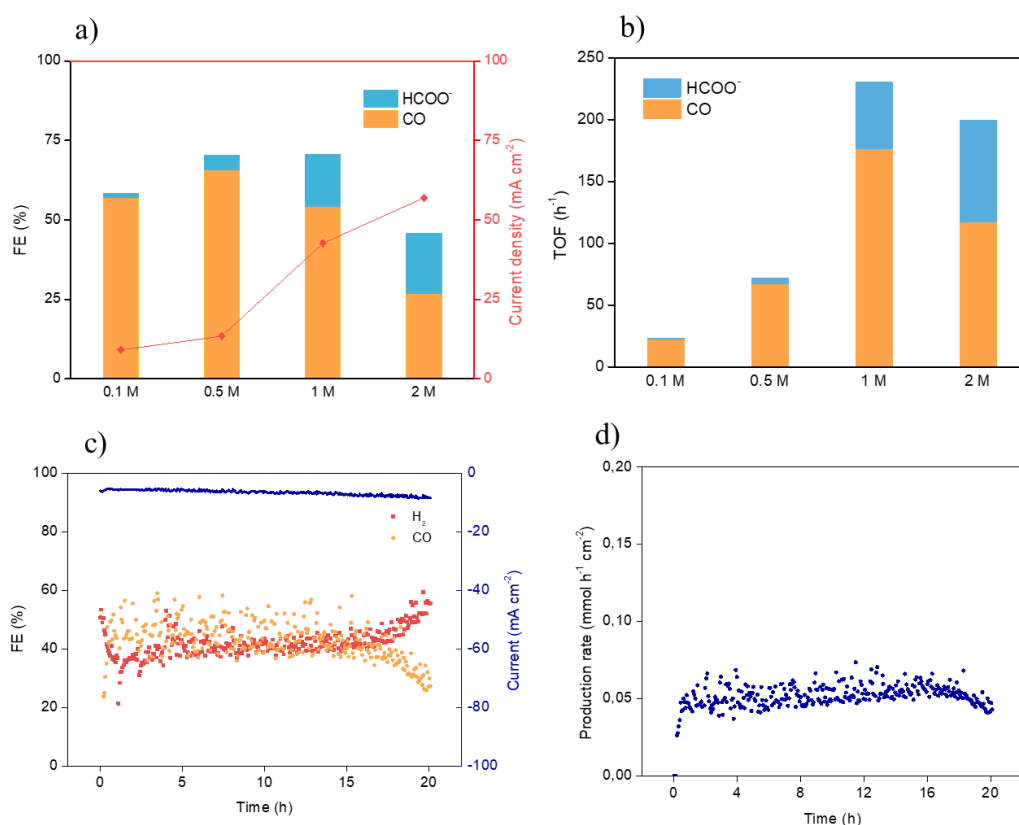 a)
100
75
50
25
0
FE (%)
HCOO⁻
CO
100
75
50
25
0
Current density (mA cm⁻²)
0.1 M 0.5 M 1 M 2 M
b)
250
200
150
100
50
0
TOF (h⁻¹)
HCOO⁻
CO
0.1 M 0.5 M 1 M 2 M
c)
100
80
60
40
20
0
FE (%)
H₂
CO
0
-20
-40
-60
-80
-100
Current (mA cm⁻²)
0 5 10 15 20
Time (h)
d)
0,20
0,15
0,10
0,05
0,00
Production rate (mmol h⁻¹ cm⁻²)
0 4 8 12 16 20
Time (h)